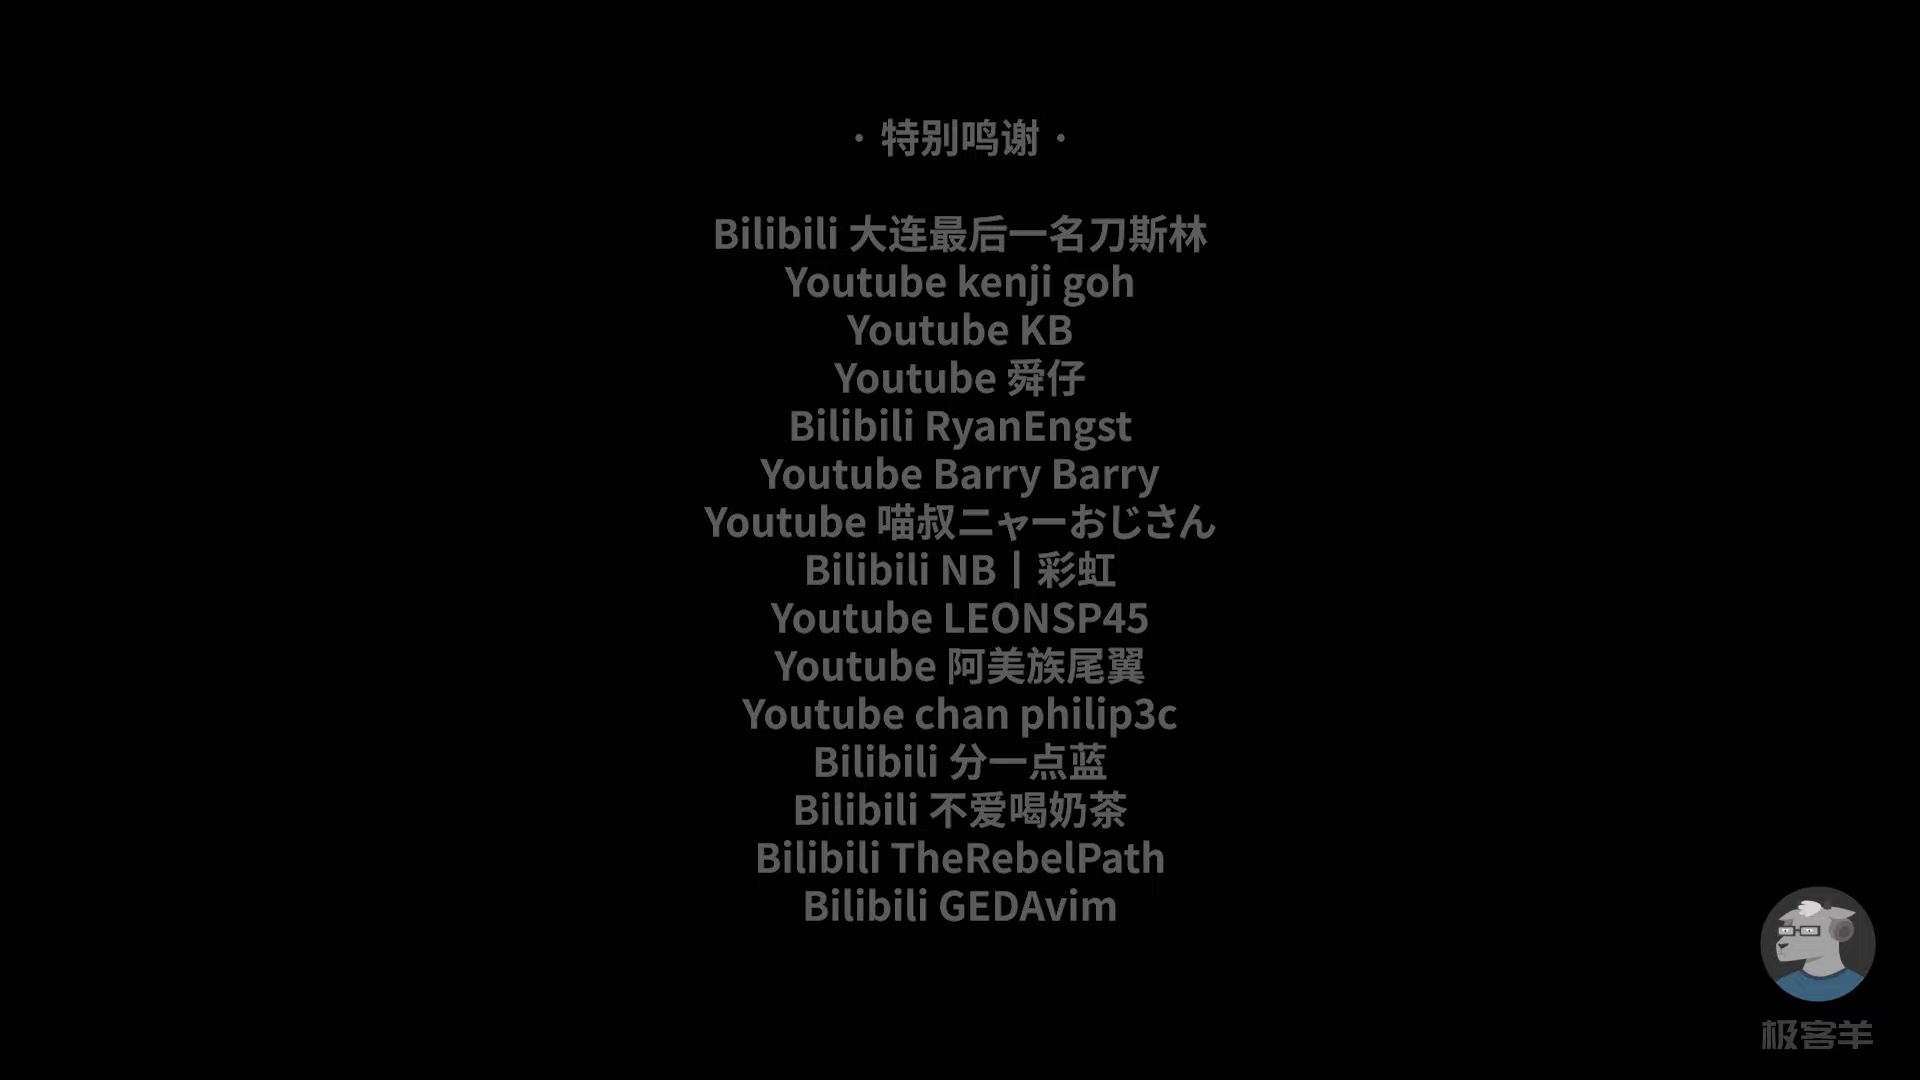 · 特别鸣谢 ·
Bilibili 大连最后一名刀斯林
Youtube kenji goh
Youtube KB
Youtube 舜仔
Bilibili RyanEngst
Youtube Barry Barry
Youtube 喵叔ニャーおじさん
Bilibili NB丨彩虹
Youtube LEONSP45
Youtube 阿美族尾翼
Youtube chan philip3c
Bilibili 分一点蓝
Bilibili 不爱喝奶茶
Bilibili TheRebelPath
Bilibili GEDAvim
极客羊